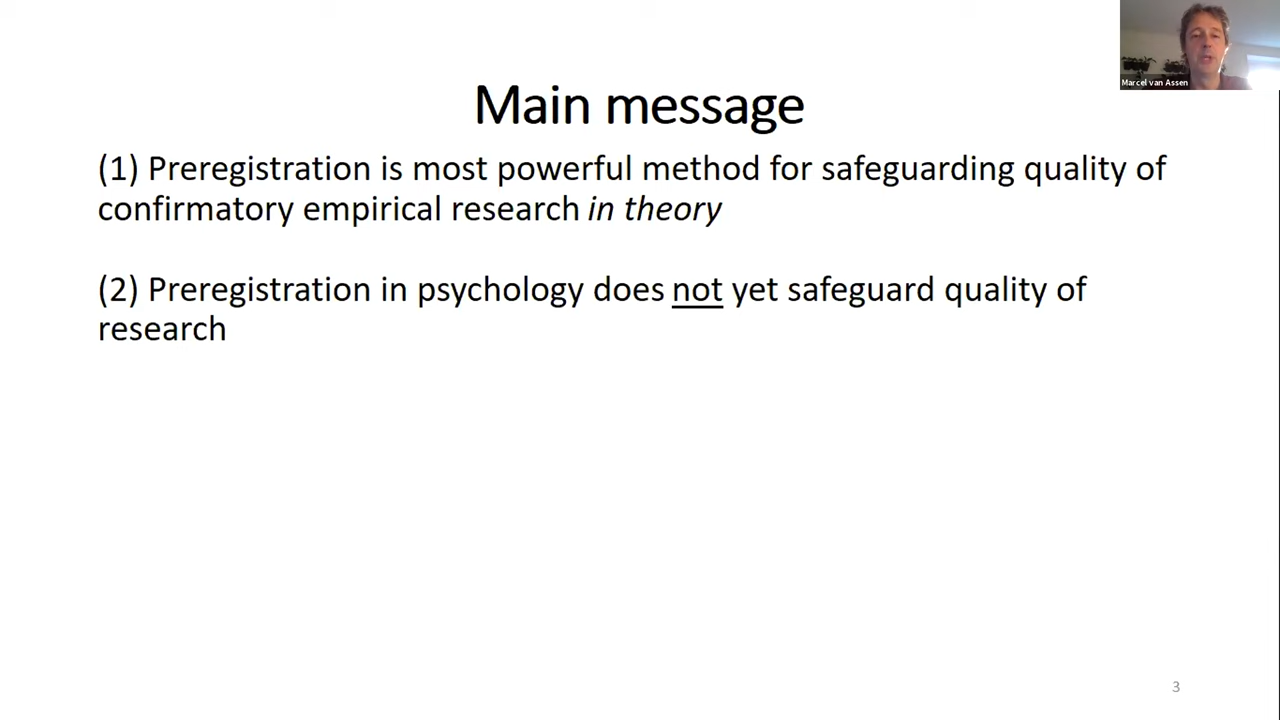 Marcel van Assen
Main message
(1) Preregistration is most powerful method for safeguarding quality of
confirmatory empirical research in theory
(2) Preregistration in psychology does not yet safeguard quality of
research
3